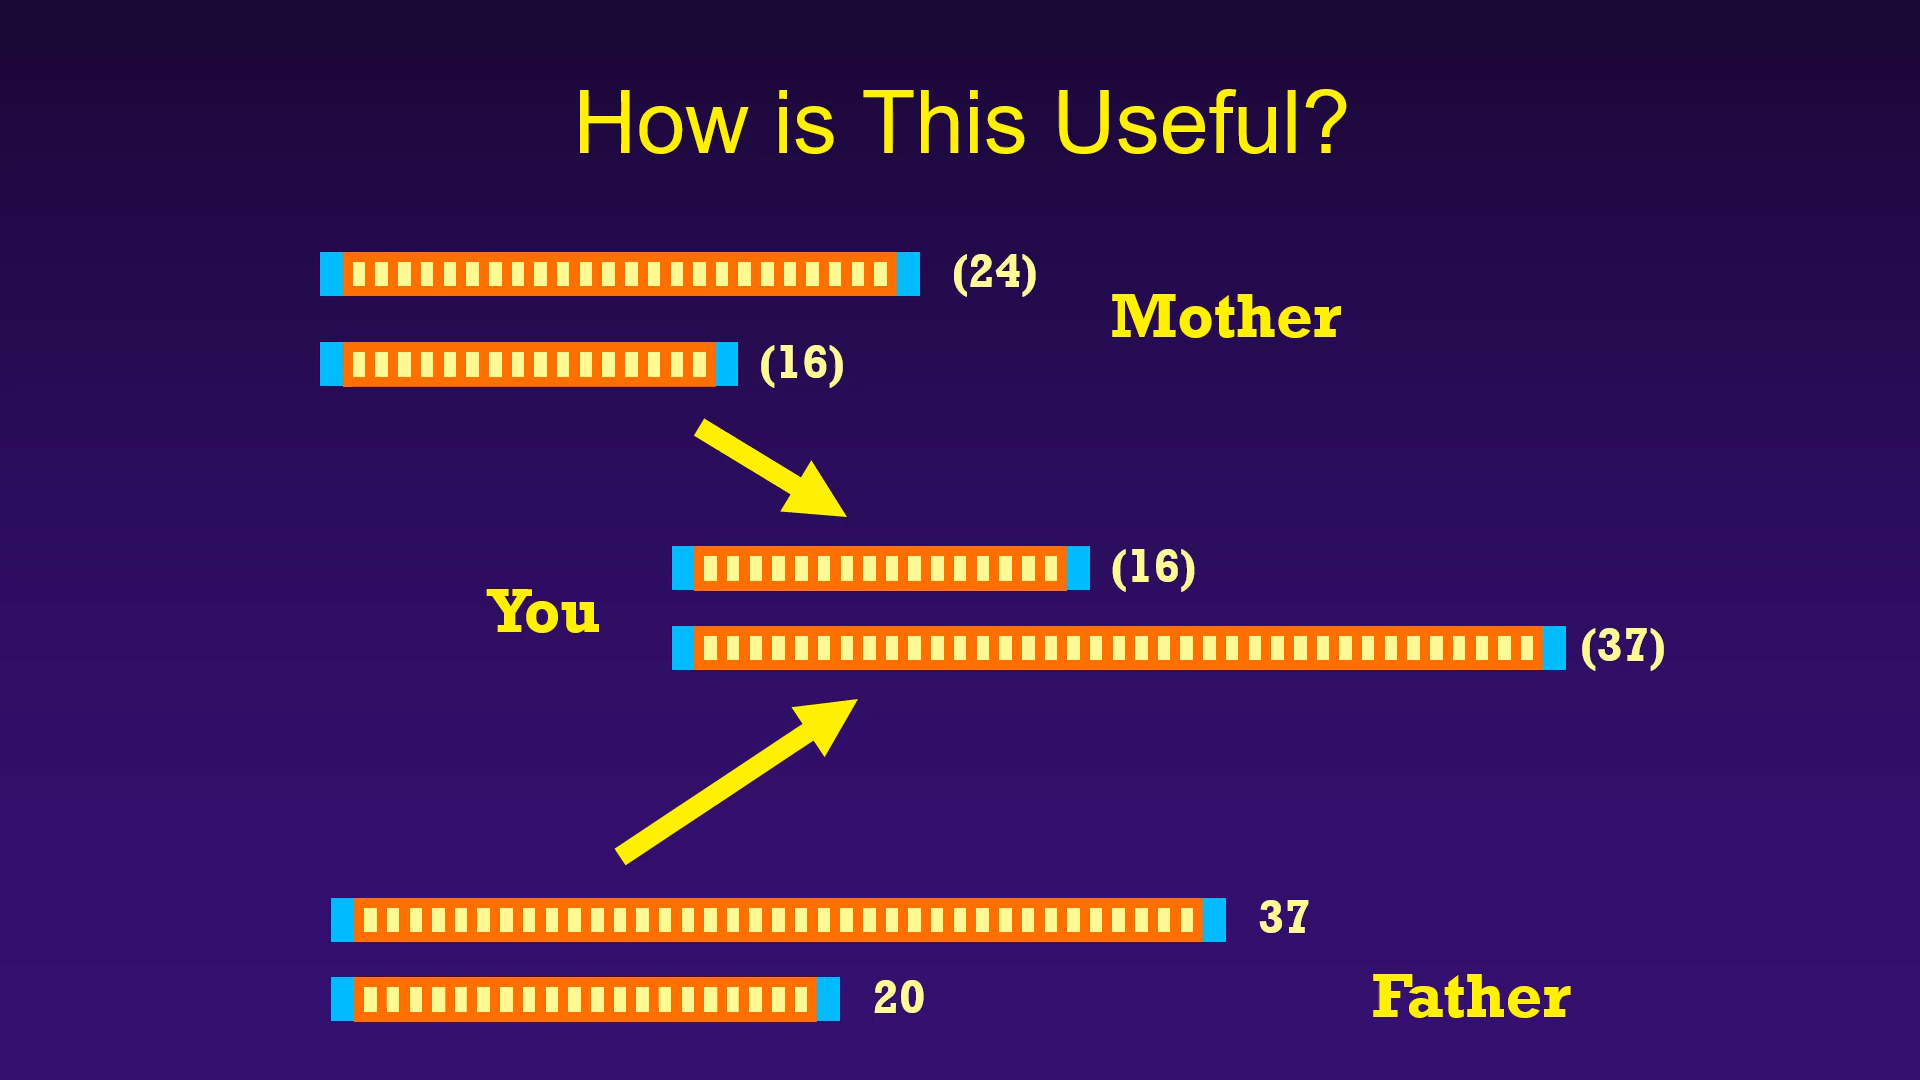 How is This Useful?
(24)
Mother
(16)
(16)
You
(37)
37
20
Father